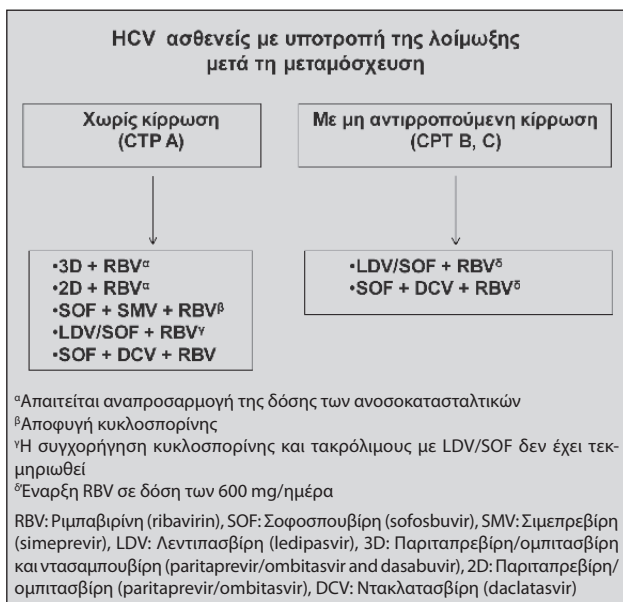 HCV ασθενείς με υποτροπή της λοίμωξης
μετά τη μεταμόσχευση
Χωρίς κίρρωση
(CTP A)
Με μη αντιρροπούμενη κίρρωση
(CPT B, C)
•3D + RBVᵅ
•2D + RBVᵅ
•SOF + SMV + RBVᵝ
•LDV/SOF + RBVᵞ
•SOF + DCV + RBV
•LDV/SOF + RBVᵟ
•SOF + DCV + RBVᵟ
ᵅΑπαιτείται αναπροσαρμογή της δόσης των ανοσοκατασταλτικών
ᵝΑποφυγή κυκλοσπορίνης
ᵞΗ συγχορήγηση κυκλοσπορίνης και τακρόλιμους με LDV/SOF δεν έχει τεκ-
μηριωθεί
ᵟΈναρξη RBV σε δόση των 600 mg/ημέρα
RBV: Ριμπαβιρίνη (ribavirin), SOF: Σοφοσπουβίρη (sofosbuvir), SMV: Σιμεπρεβίρη
(simeprevir), LDV: Λεντιπασβίρη (ledipasvir), 3D: Παριταπρεβίρη/ομπιτασβίρη
και ντασαμπουβίρη (paritaprevir/ombitasvir and dasabuvir), 2D: Παριταπρεβίρη/
ομπιτασβίρη (paritaprevir/ombitasvir), DCV: Ντακλατασβίρη (daclatasvir)